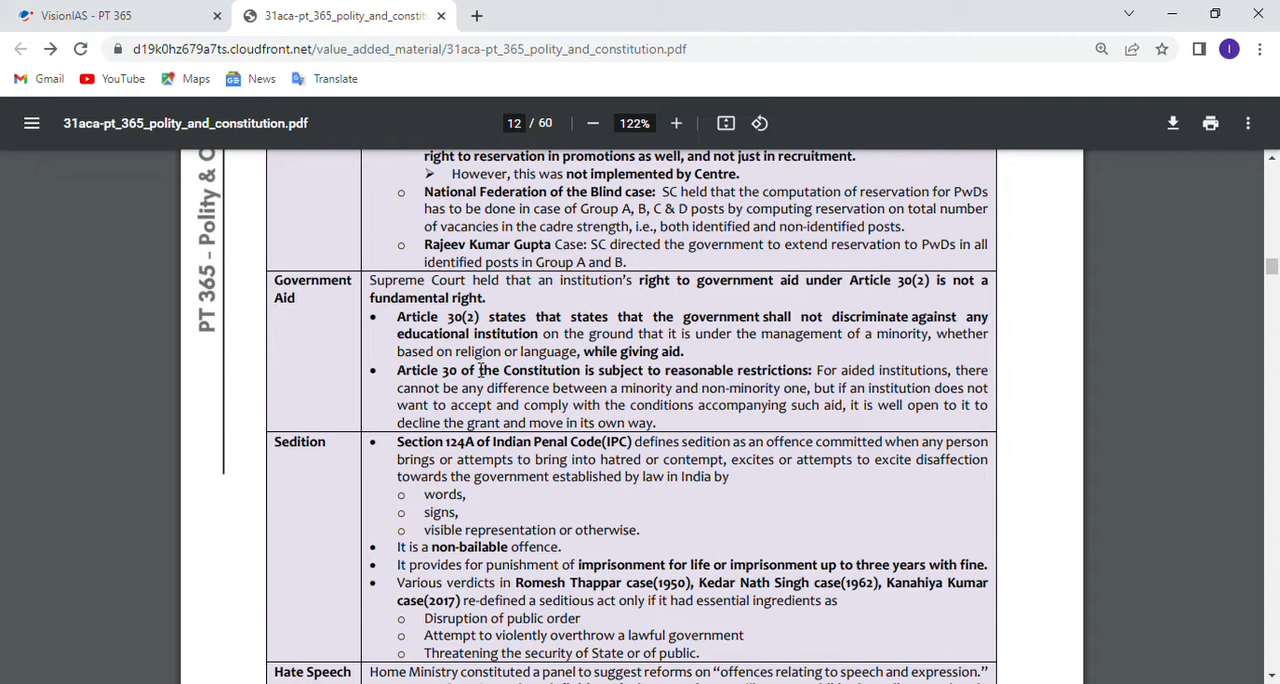 VisionIAS - PT 365
31aca-pt_365_polity_and_constitut
d19k0hz679a7ts.cloudfront.net/value_added_material/31aca-pt_365_polity_and_constitution.pdf
I
Gmail YouTube Maps News Translate
31aca-pt_365_polity_and_constitution.pdf 12 / 60 122%
PT 365 - Polity &
right to reservation in promotions as well, and not just in recruitment.
➤ However, this was not implemented by Centre.
o National Federation of the Blind case: SC held that the computation of reservation for PwDs
has to be done in case of Group A, B, C & D posts by computing reservation on total number
of vacancies in the cadre strength, i.e., both identified and non-identified posts.
o Rajeev Kumar Gupta Case: SC directed the government to extend reservation to PwDs in all
identified posts in Group A and B.
Government
Aid
Supreme Court held that an institution's right to government aid under Article 30(2) is not a
fundamental right.
• Article 30(2) states that states that the government shall not discriminate against any
educational institution on the ground that it is under the management of a minority, whether
based on religion or language, while giving aid.
• Article 30 of the Constitution is subject to reasonable restrictions: For aided institutions, there
cannot be any difference between a minority and non-minority one, but if an institution does not
want to accept and comply with the conditions accompanying such aid, it is well open to it to
decline the grant and move in its own way.
Sedition
• Section 124A of Indian Penal Code(IPC) defines sedition as an offence committed when any person
brings or attempts to bring into hatred or contempt, excites or attempts to excite disaffection
towards the government established by law in India by
o words,
o signs,
o visible representation or otherwise.
• It is a non-bailable offence.
• It provides for punishment of imprisonment for life or imprisonment up to three years with fine.
• Various verdicts in Romesh Thappar case(1950), Kedar Nath Singh case(1962), Kanahiya Kumar
case(2017) re-defined a seditious act only if it had essential ingredients as
o Disruption of public order
o Attempt to violently overthrow a lawful government
o Threatening the security of State or of public.
Hate Speech
Home Ministry constituted a panel to suggest reforms on “offences relating to speech and expression.”